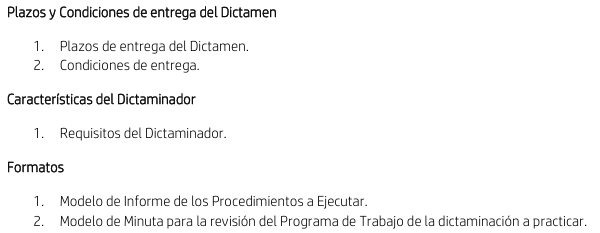 Plazos y Condiciones de entrega del Dictamen
1. Plazos de entrega del Dictamen.
2. Condiciones de entrega.
Características del Dictaminador
1. Requisitos del Dictaminador.
Formatos
1. Modelo de Informe de los Procedimientos a Ejecutar.
2. Modelo de Minuta para la revisión del Programa de Trabajo de la dictaminación a practicar.